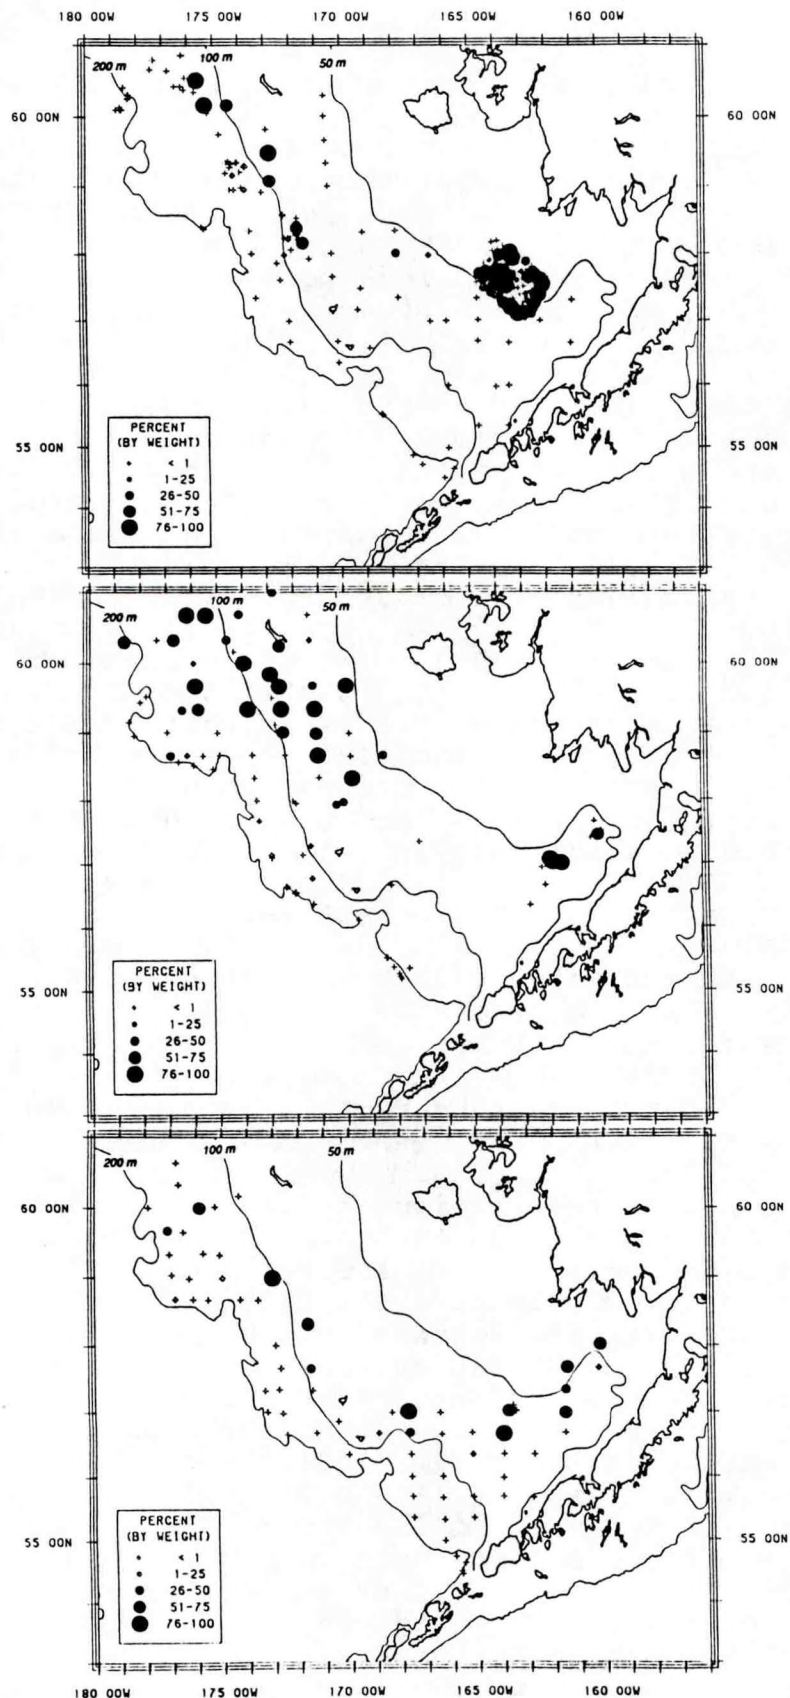 180 00W 175 00W 170 00W 165 00W 160 00W
200 m 100 m 50 m
60 00N 60 00N
PERCENT
(BY WEIGHT)
+ < 1
1-25
26-50
51-75
76-100
55 00N 55 00N
200 m 100 m 50 m
60 00N 60 00N
PERCENT
(BY WEIGHT)
+ < 1
1-25
26-50
51-75
76-100
55 00N 55 00N
200 m 100 m 50 m
60 00N 60 00N
PERCENT
(BY WEIGHT)
+ < 1
1-25
26-50
51-75
76-100
55 00N 55 00N
180 00W 175 00W 170 00W 165 00W 160 00W